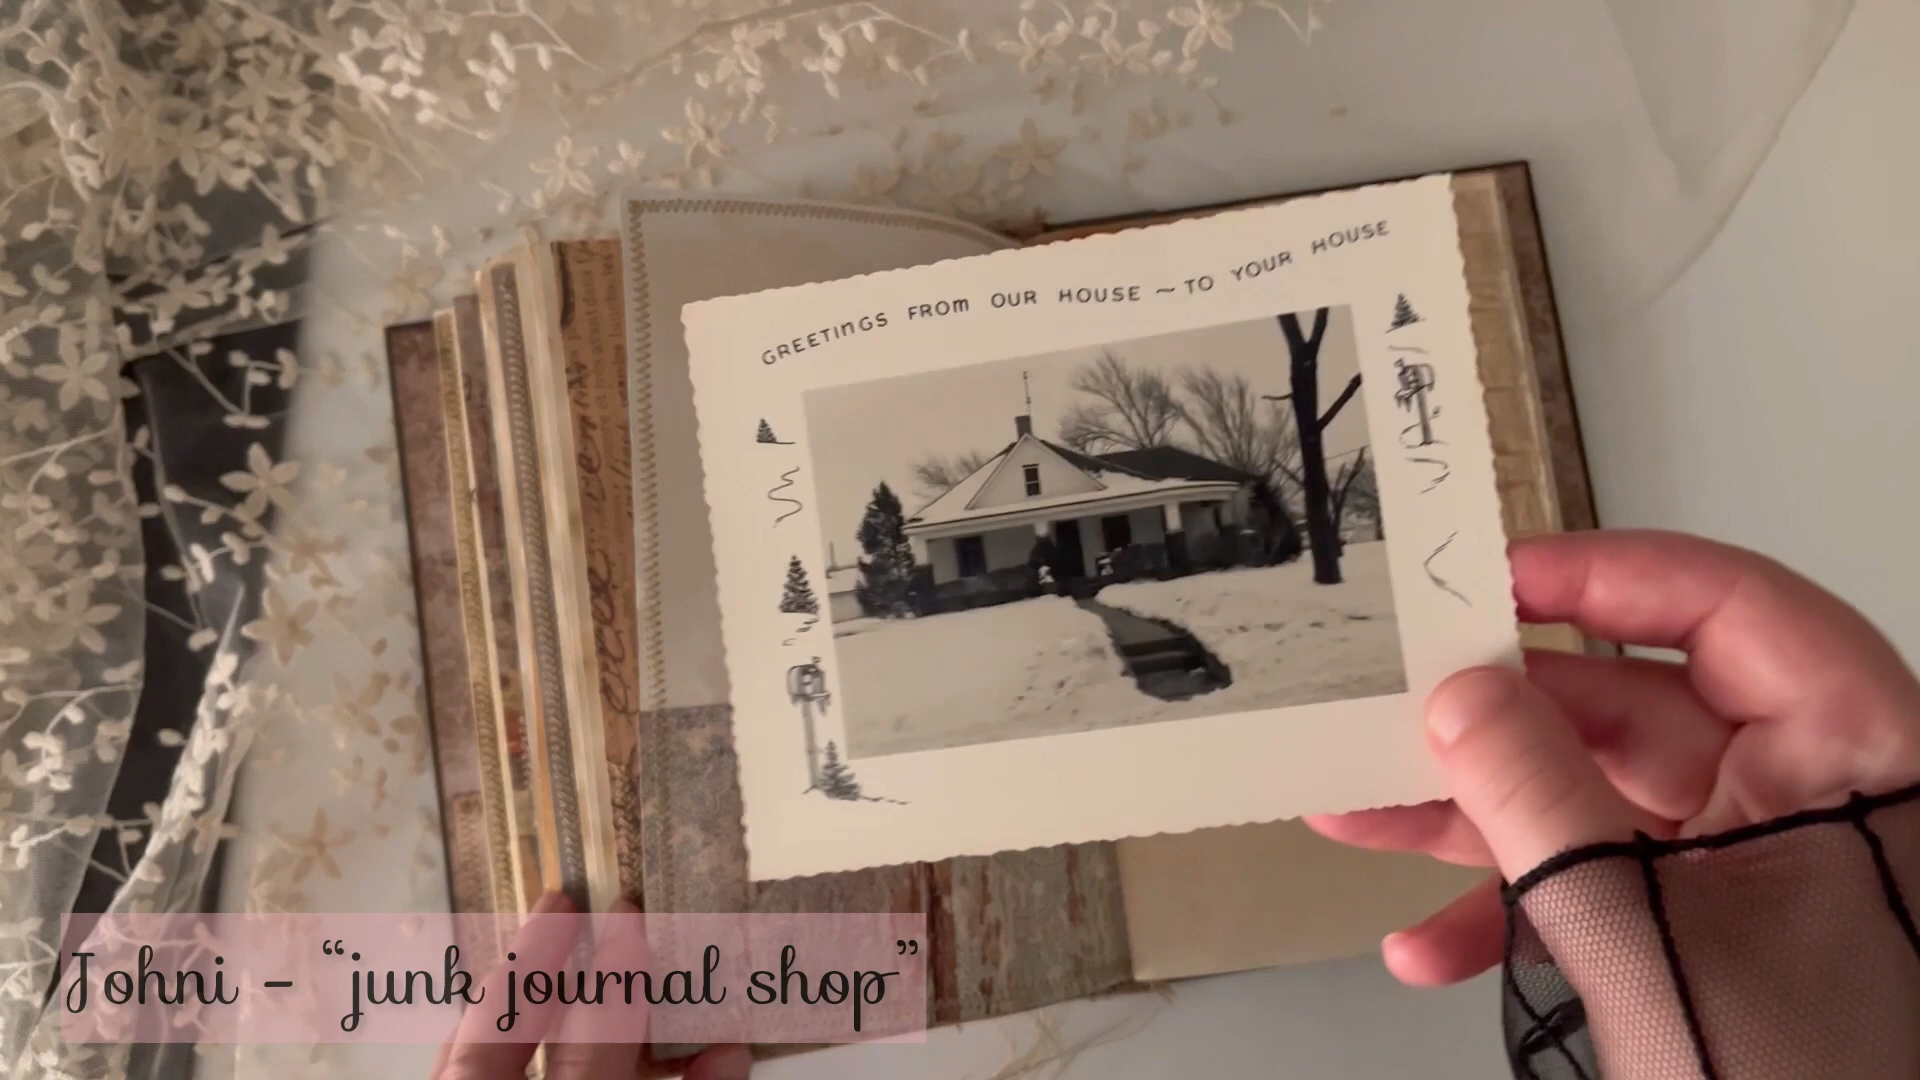 GREETINGS FROM OUR HOUSE ~ TO YOUR HOUSE
Johni - “junk journal shop”